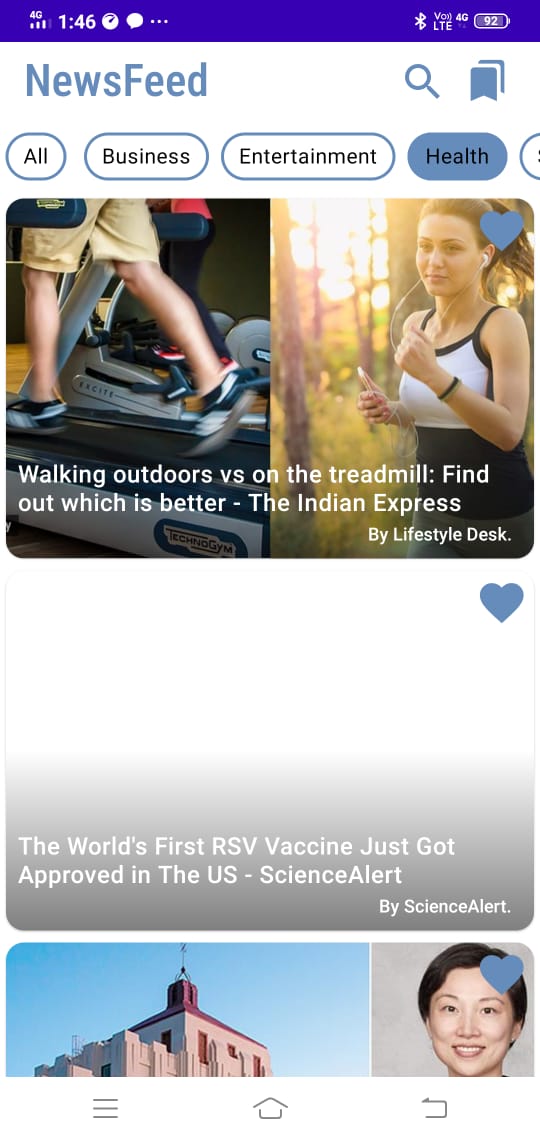 4G 1:46 ••• Vo)) LTE 4G 92
NewsFeed
All Business Entertainment Health
EXCITE
Walking outdoors vs on the treadmill: Find
out which is better - The Indian Express
By Lifestyle Desk.
TECHNOGYM
The World's First RSV Vaccine Just Got
Approved in The US - ScienceAlert
By ScienceAlert.